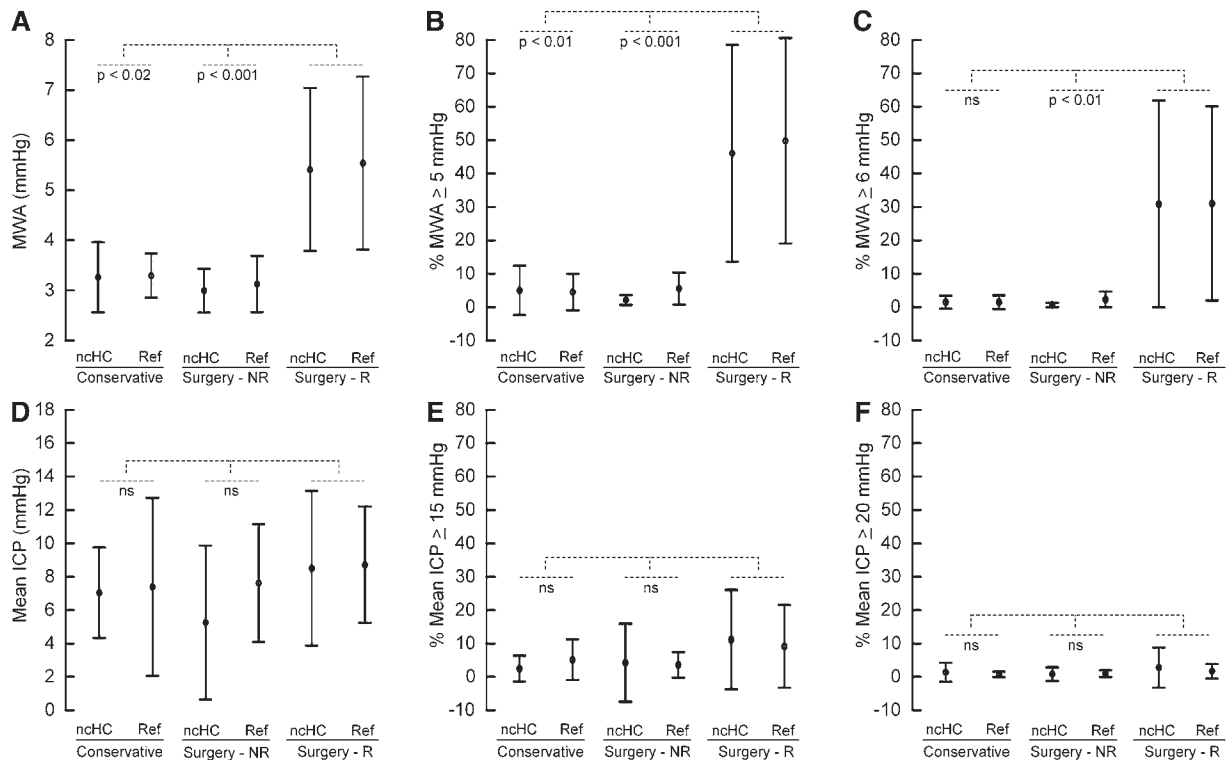 A
MWA (mmHg)
8
7
6
5
4
3
2
p < 0.02
p < 0.001
ncHC Ref ncHC Ref ncHC Ref
Conservative Surgery - NR Surgery - R
B
% MWA ≥ 5 mmHg
80
70
60
50
40
30
20
10
0
-10
p < 0.01
p < 0.001
ncHC Ref ncHC Ref ncHC Ref
Conservative Surgery - NR Surgery - R
C
% MWA ≥ 6 mmHg
80
70
60
50
40
30
20
10
0
-10
ns
p < 0.01
ncHC Ref ncHC Ref ncHC Ref
Conservative Surgery - NR Surgery - R
D
Mean ICP (mmHg)
18
16
14
12
10
8
6
4
2
0
ns
ns
ncHC Ref ncHC Ref ncHC Ref
Conservative Surgery - NR Surgery - R
E
% Mean ICP ≥ 15 mmHg
80
70
60
50
40
30
20
10
0
-10
ns
ns
ncHC Ref ncHC Ref ncHC Ref
Conservative Surgery - NR Surgery - R
F
% Mean ICP ≥ 20 mmHg
80
70
60
50
40
30
20
10
0
-10
ns
ns
ncHC Ref ncHC Ref ncHC Ref
Conservative Surgery - NR Surgery - R